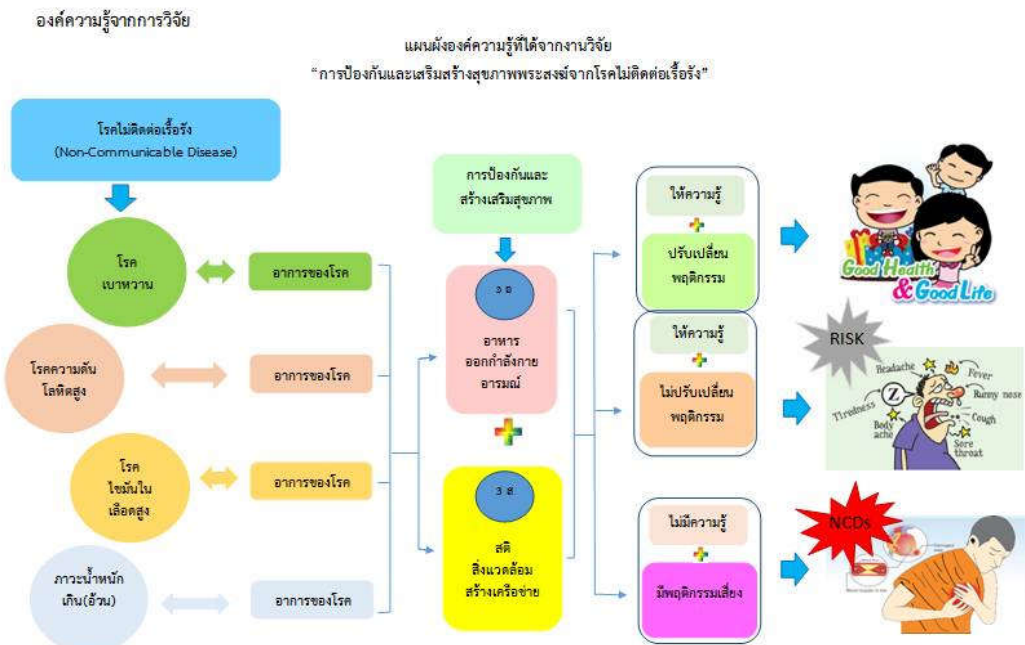 องค์ความรู้จากการวิจัย
แผนผังองค์ความรู้ที่ได้จากงานวิจัย
“การป้องกันและเสริมสร้างสุขภาพพระสงฆ์จากโรคไม่ติดต่อเรื้อรัง”
โรคไม่ติดต่อเรื้อรัง
(Non-Communicable Disease)
โรค
เบาหวาน
อาการของโรค
โรคความดัน
โลหิตสูง
อาการของโรค
โรค
ไขมันใน
เลือดสูง
อาการของโรค
ภาวะน้ำหนัก
เกิน(อ้วน)
อาการของโรค
การป้องกันและ
สร้างเสริมสุขภาพ
3 อ
อาหาร
ออกกำลังกาย
อารมณ์
3 ส
สติ
สิ่งแวดล้อม
สร้างเครือข่าย
ให้ความรู้
ปรับเปลี่ยน
พฤติกรรม
ให้ความรู้
ไม่ปรับเปลี่ยน
พฤติกรรม
ไม่มีความรู้
มีพฤติกรรมเสี่ยง
Good Health
& Good Life
RISK
Headache
Fever
Runny nose
Z
Tiredness
Cough
Body
ache
Sore
throat
NCDs